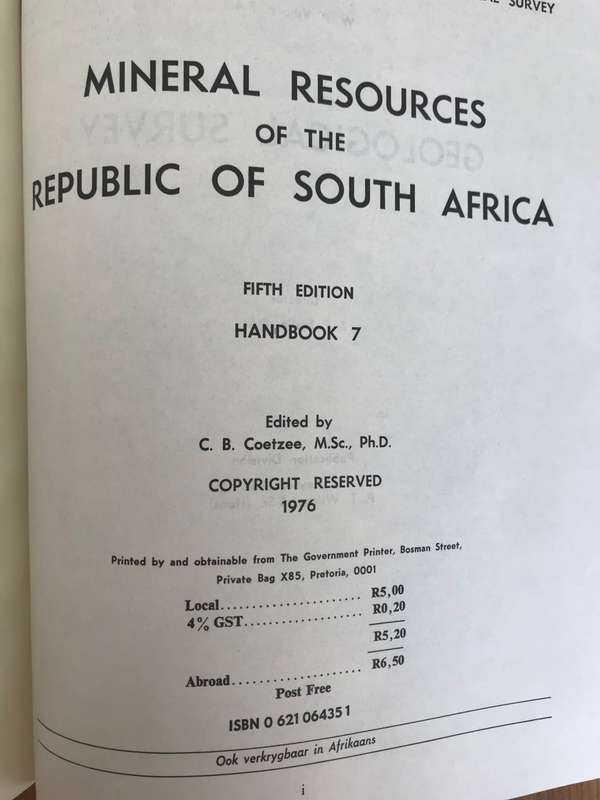 SURVEY
MINERAL RESOURCES
OF THE
REPUBLIC OF SOUTH AFRICA
FIFTH EDITION
HANDBOOK 7
Edited by
C. B. Coetzee, M.Sc., Ph.D.
COPYRIGHT RESERVED
1976
Printed by and obtainable from The Government Printer, Bosman Street,
Private Bag X85, Pretoria, 0001
Local.................... R5,00
4% GST.................. R0,20
R5,20
Abroad.................... R6,50
Post Free
ISBN 0 621 06435 1
Ook verkrygbaar in Afrikaans
i